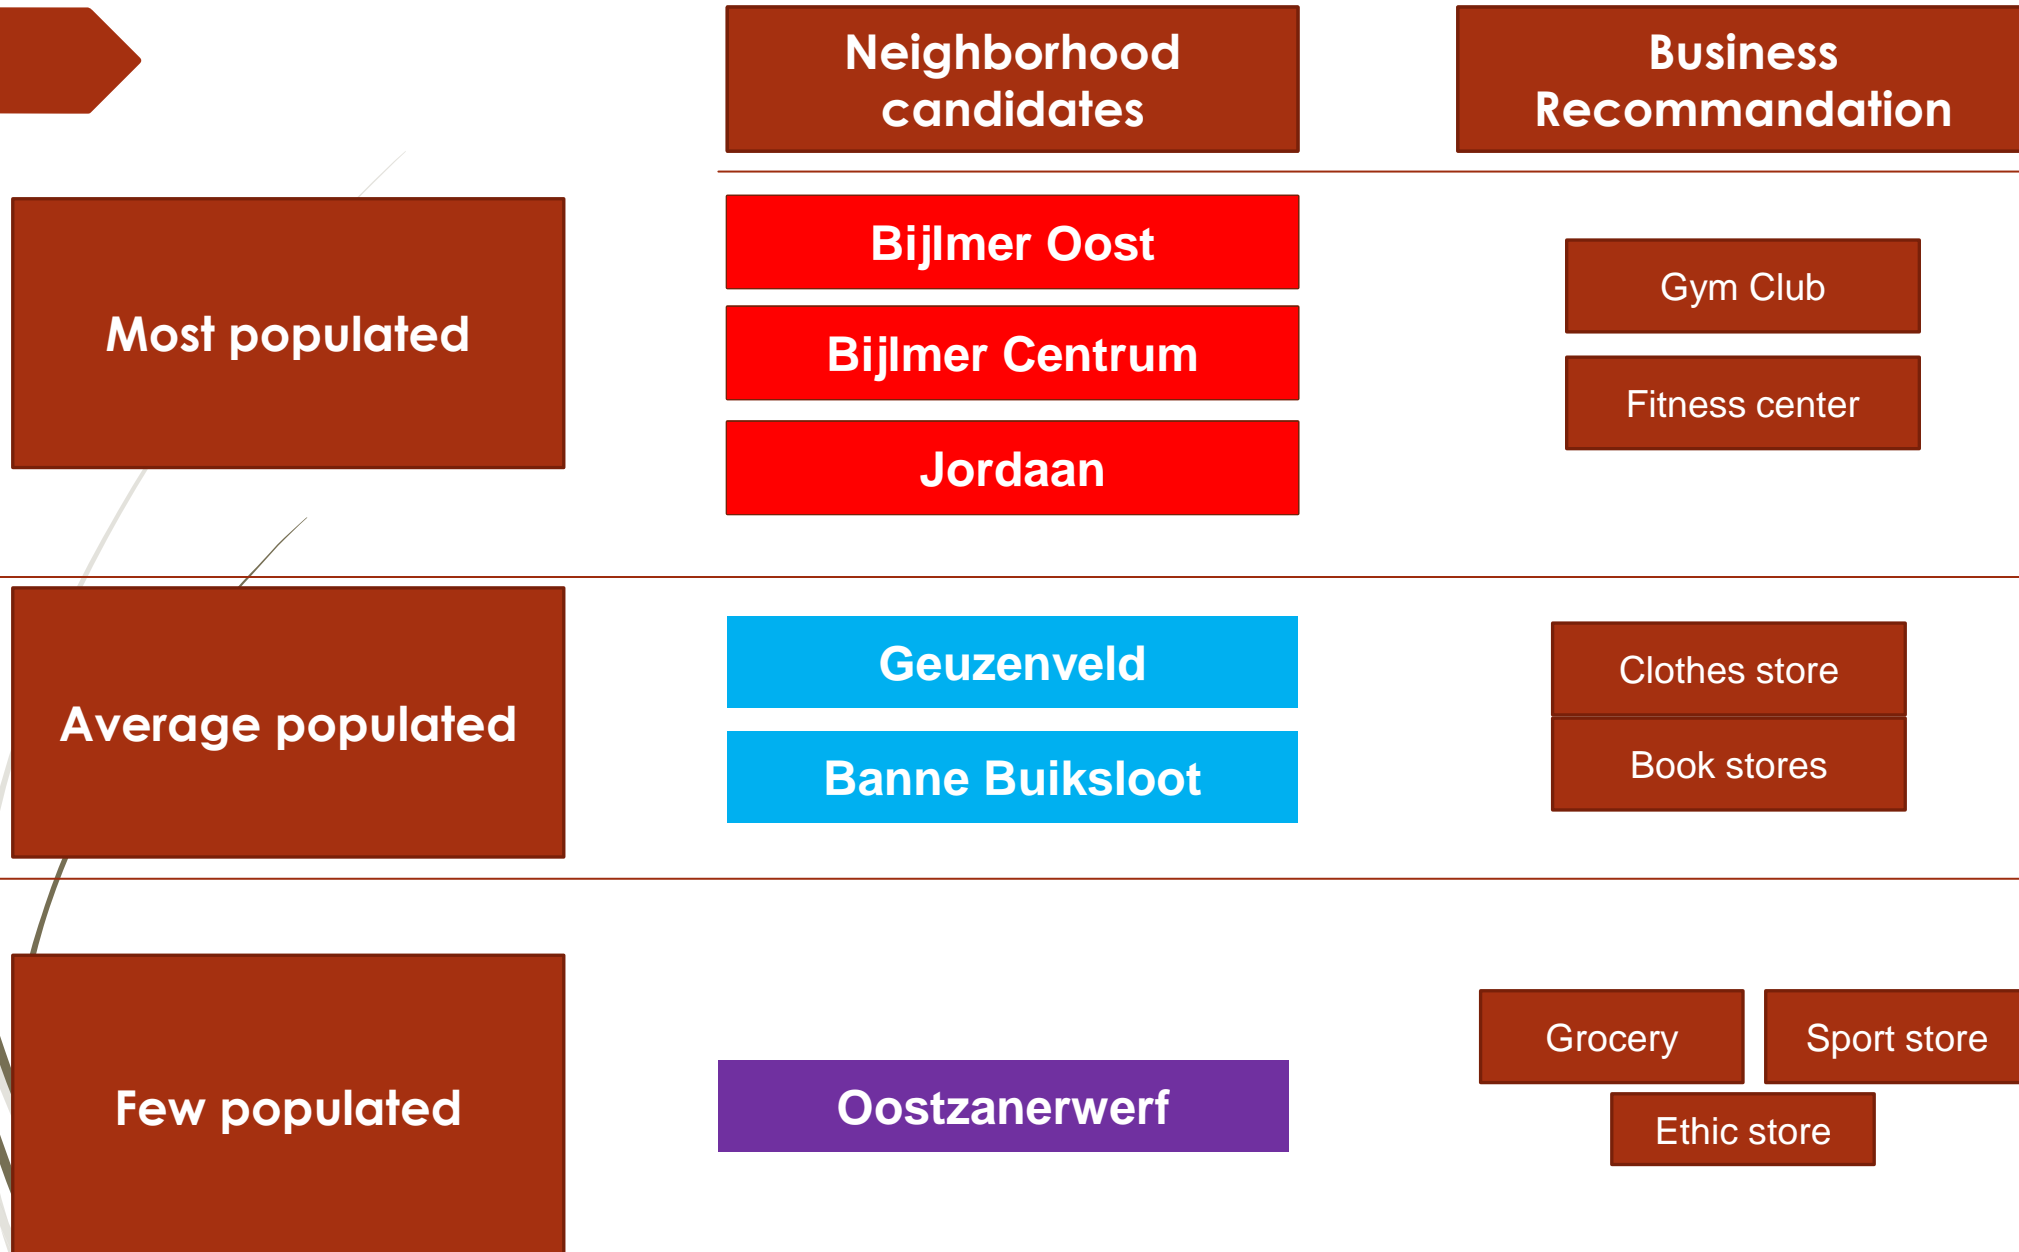 Neighborhood
candidates
Business
Recommandation
Most populated
Bijlmer Oost
Bijlmer Centrum
Jordaan
Gym Club
Fitness center
Average populated
Geuzenveld
Banne Buiksloot
Clothes store
Book stores
Few populated
Oostzanerwerf
Grocery
Sport store
Ethic store